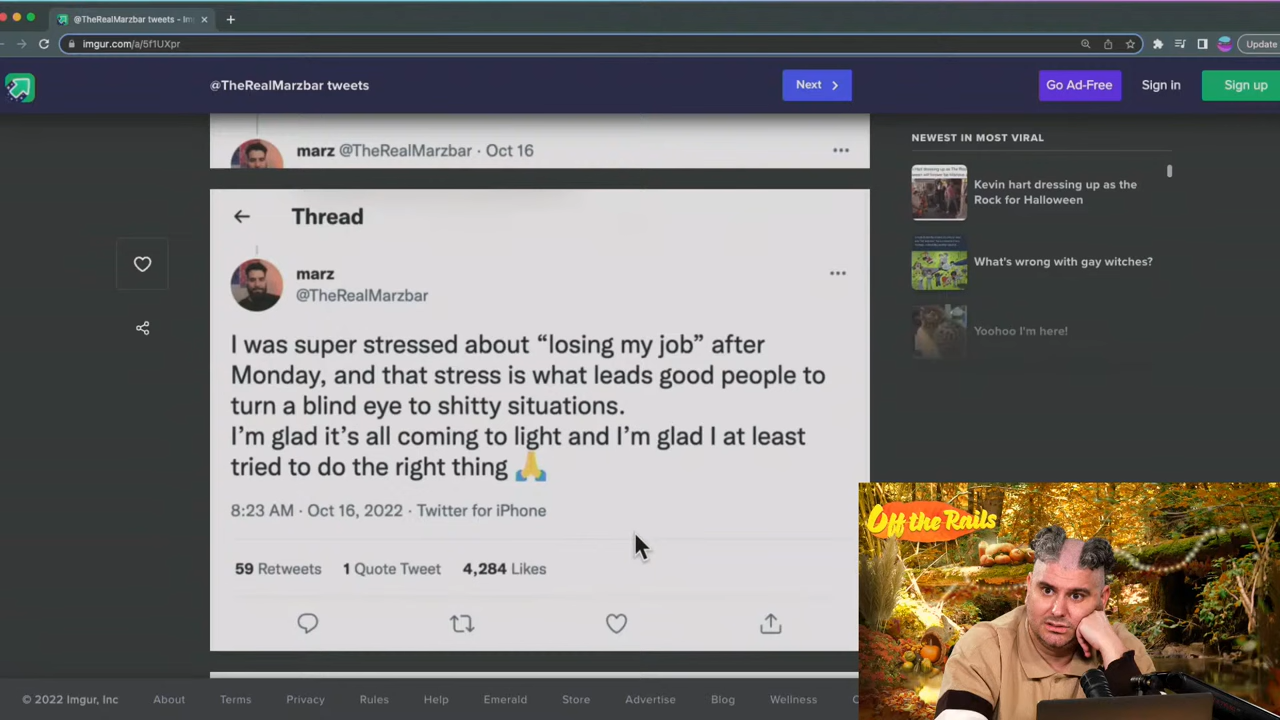 @TheRealMarzbar tweets - Im
imgur.com/a/5f1UXpr
Update
@TheRealMarzbar tweets
Next
Go Ad-Free
Sign in
Sign up
marz @TheRealMarzbar · Oct 16
NEWEST IN MOST VIRAL
Kevin hart dressing up as the
Rock for Halloween
What's wrong with gay witches?
Yoohoo I'm here!
Thread
marz
@TheRealMarzbar
I was super stressed about “losing my job” after
Monday, and that stress is what leads good people to
turn a blind eye to shitty situations.
I’m glad it’s all coming to light and I’m glad I at least
tried to do the right thing 🙏
8:23 AM · Oct 16, 2022 · Twitter for iPhone
59 Retweets 1 Quote Tweet 4,284 Likes
Off the Rails
© 2022 Imgur, Inc About Terms Privacy Rules Help Emerald Store Advertise Blog Wellness